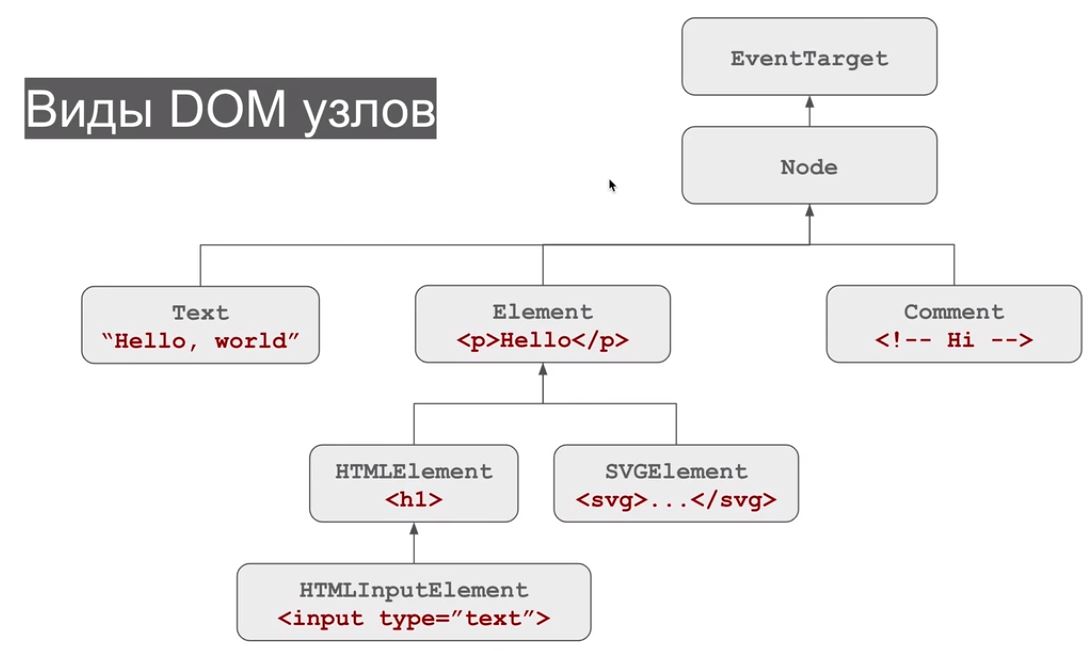 Виды DOM узлов
EventTarget
Node
Text
“Hello, world”
Element
<p>Hello</p>
Comment
<!-- Hi -->
HTMLElement
<h1>
SVGElement
<svg>...</svg>
HTMLInputElement
<input type=”text”>